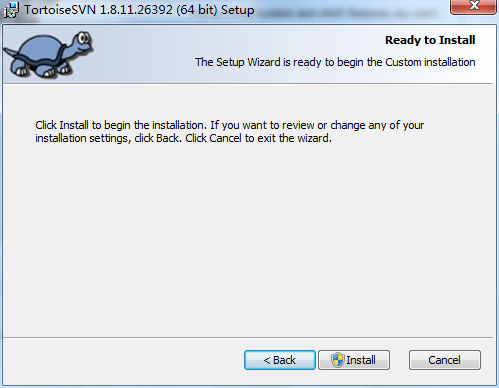 TortoiseSVN 1.8.11.26392 (64 bit) Setup
Ready to Install
The Setup Wizard is ready to begin the Custom installation
Click Install to begin the installation. If you want to review or change any of your
installation settings, click Back. Click Cancel to exit the wizard.
< Back Install Cancel